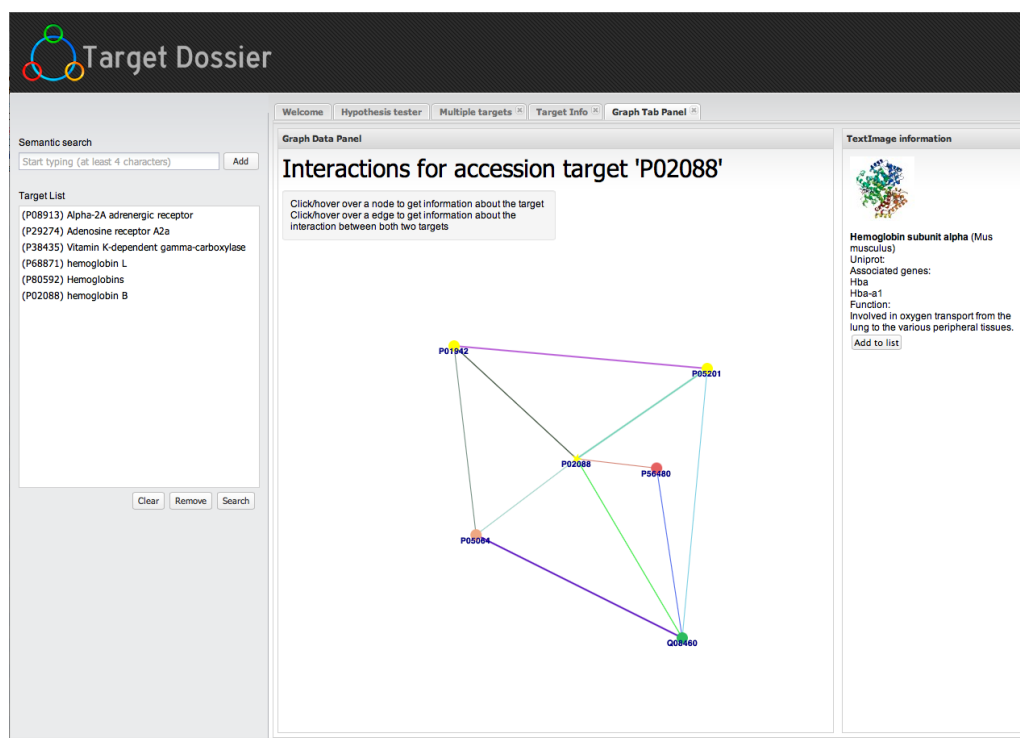 Target Dossier
Welcome
Hypothesis tester
Multiple targets
Target Info
Graph Tab Panel
Semantic search
Start typing (at least 4 characters)
Add
Target List
(P08913) Alpha-2A adrenergic receptor
(P29274) Adenosine receptor A2a
(P38435) Vitamin K-dependent gamma-carboxylase
(P68871) hemoglobin L
(P80592) Hemoglobins
(P02088) hemoglobin B
Clear
Remove
Search
Graph Data Panel
Interactions for accession target 'P02088'
Click/hover over a node to get information about the target
Click/hover over a edge to get information about the
interaction between both two targets
P01942
P05201
P02088
P56480
P05064
Q08460
TextImage information
Hemoglobin subunit alpha (Mus
musculus)
Uniprot:
Associated genes:
Hba
Hba-a1
Function:
Involved in oxygen transport from the
lung to the various peripheral tissues.
Add to list